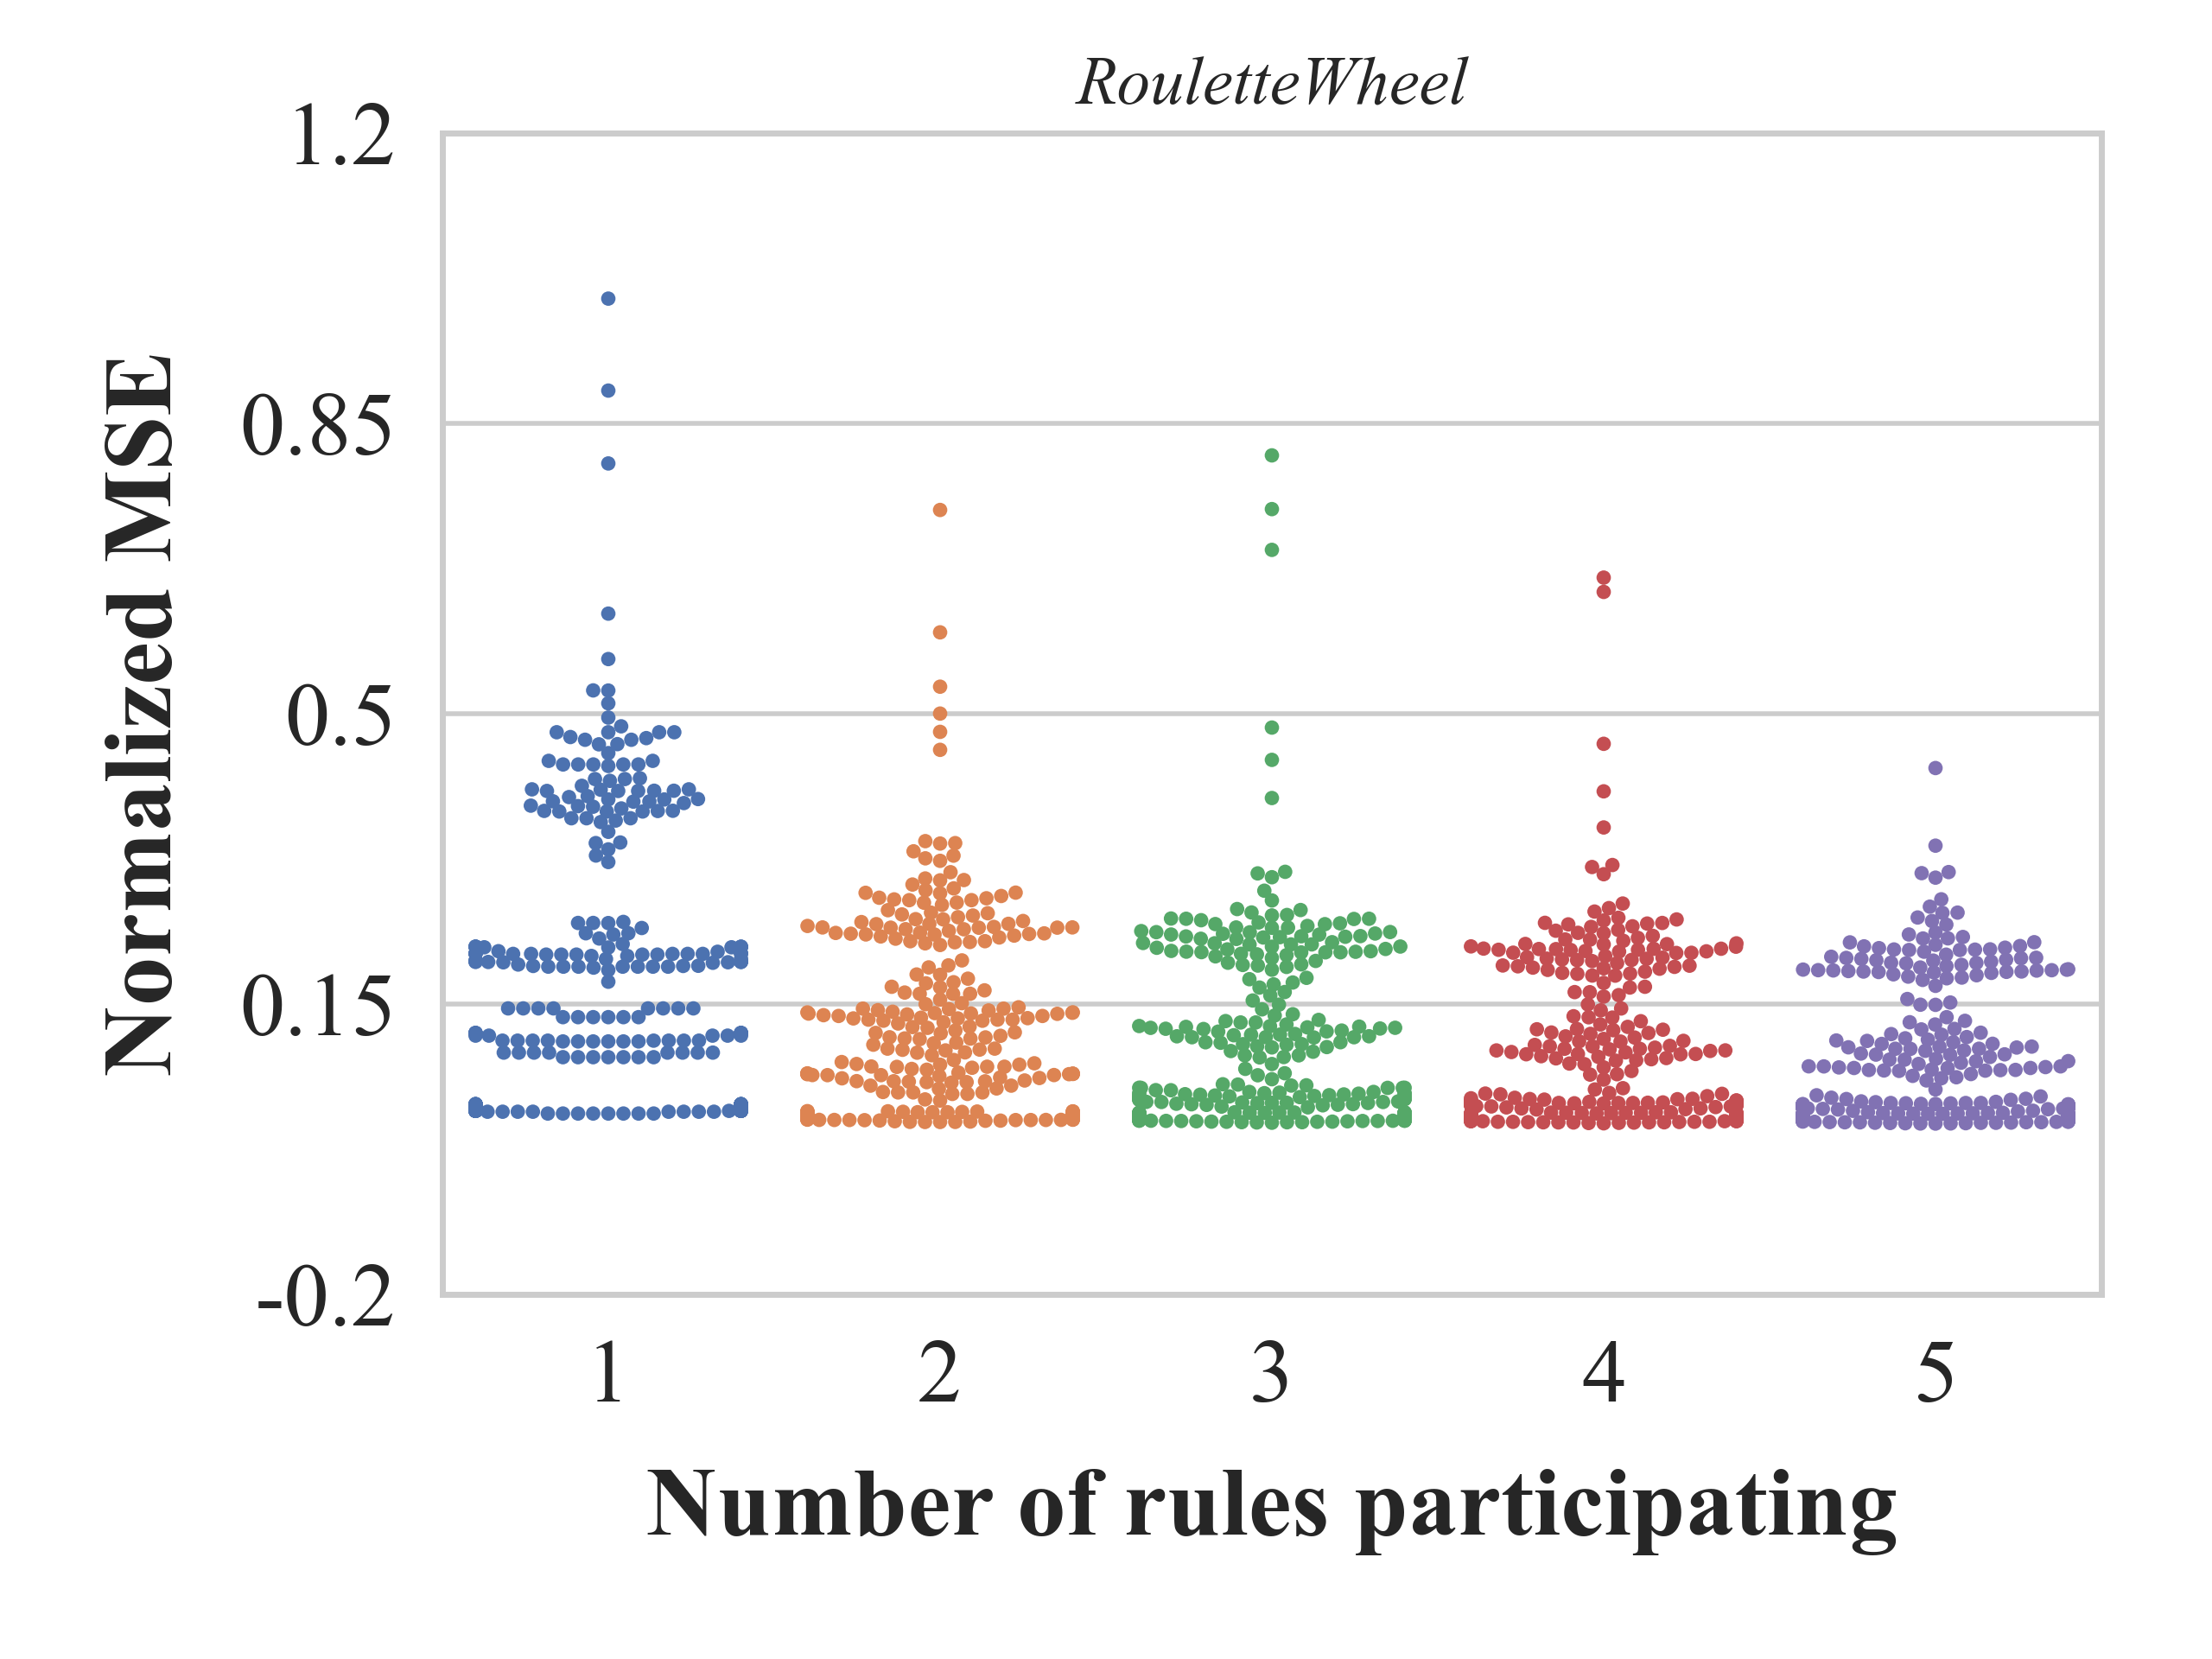 RouletteWheel
1.2
0.85
0.5
0.15
-0.2
Normalized MSE
1 2 3 4 5
Number of rules participating